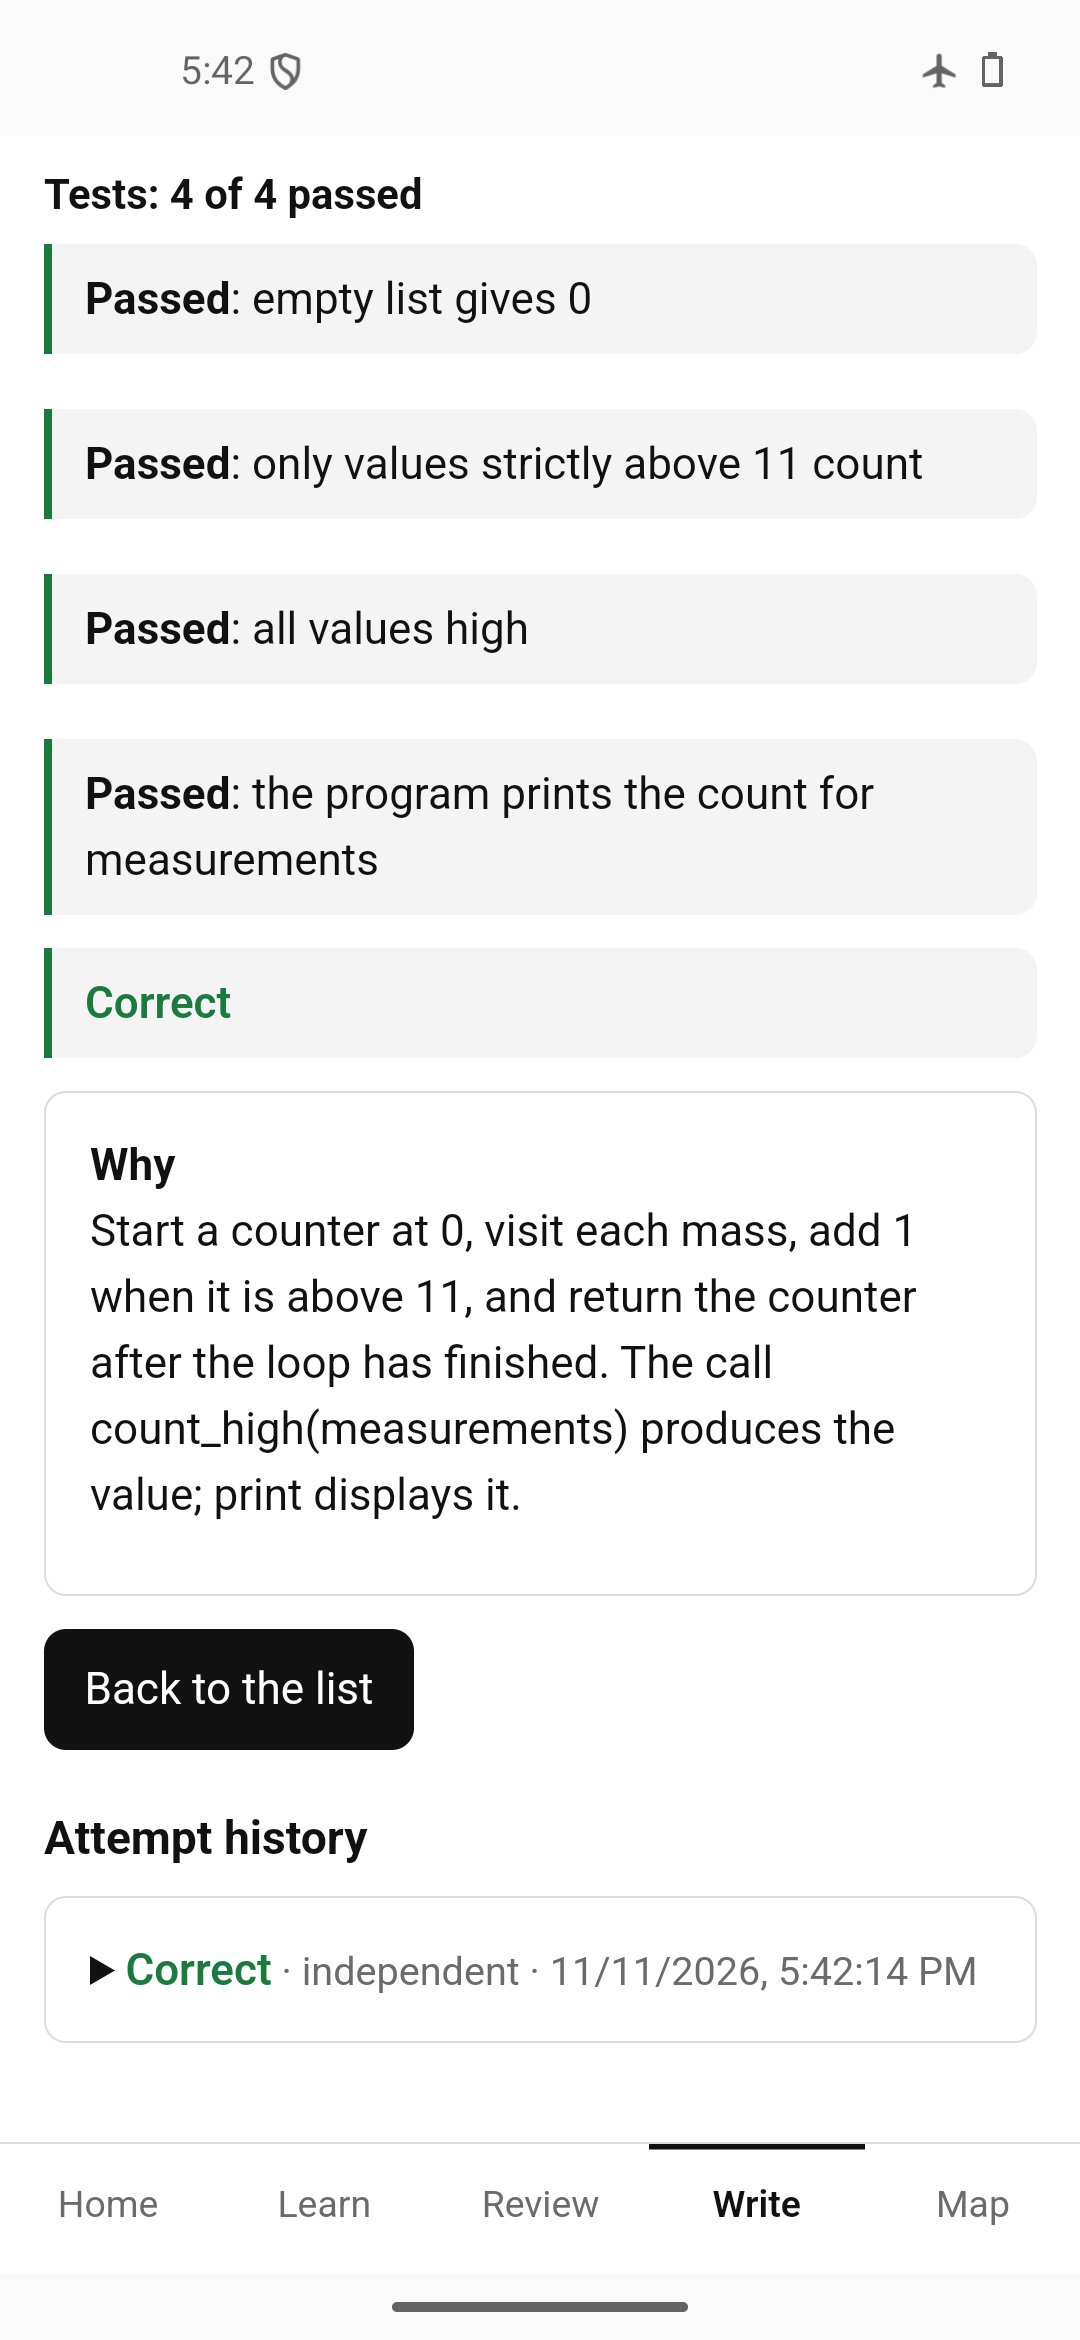 5:42
Tests: 4 of 4 passed
Passed: empty list gives 0
Passed: only values strictly above 11 count
Passed: all values high
Passed: the program prints the count for
measurements
Correct
Why
Start a counter at 0, visit each mass, add 1
when it is above 11, and return the counter
after the loop has finished. The call
count_high(measurements) produces the
value; print displays it.
Back to the list
Attempt history
Correct · independent · 11/11/2026, 5:42:14 PM
Home Learn Review Write Map